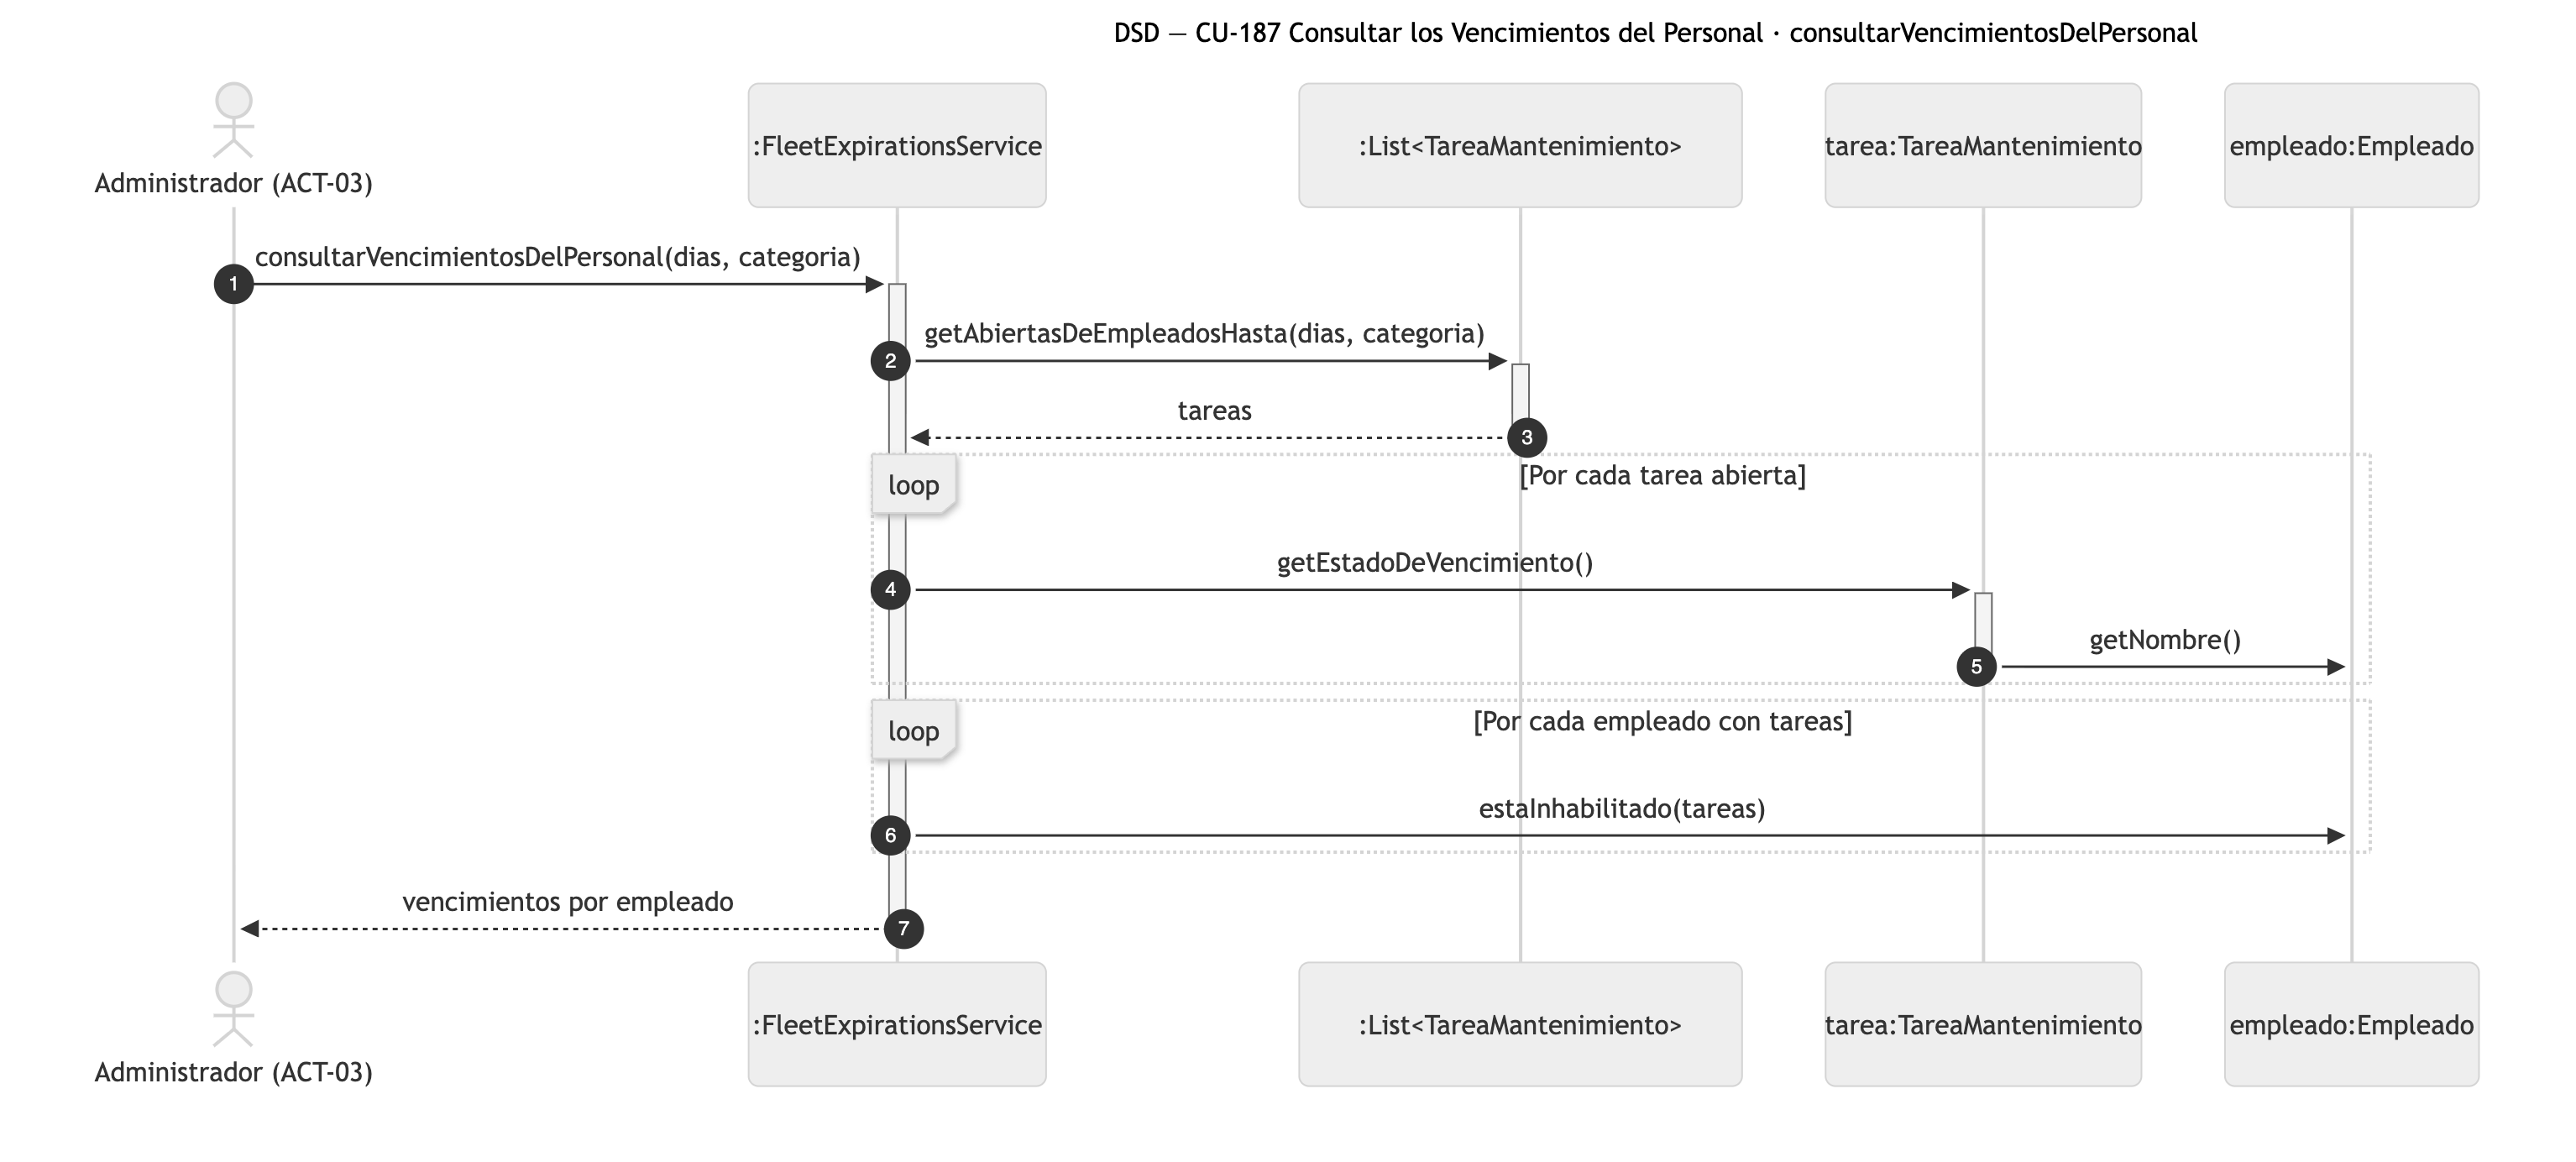 DSD — CU-187 Consultar los Vencimientos del Personal · consultarVencimientosDelPersonal
Administrador (ACT-03)
:FleetExpirationsService
:List<TareaMantenimiento>
tarea:TareaMantenimiento
empleado:Empleado
consultarVencimientosDelPersonal(dias, categoria)
1
getAbiertasDeEmpleadosHasta(dias, categoria)
2
tareas
3
loop
[Por cada tarea abierta]
getEstadoDeVencimiento()
4
getNombre()
5
loop
[Por cada empleado con tareas]
estaInhabilitado(tareas)
6
vencimientos por empleado
7
:FleetExpirationsService
:List<TareaMantenimiento>
tarea:TareaMantenimiento
empleado:Empleado
Administrador (ACT-03)